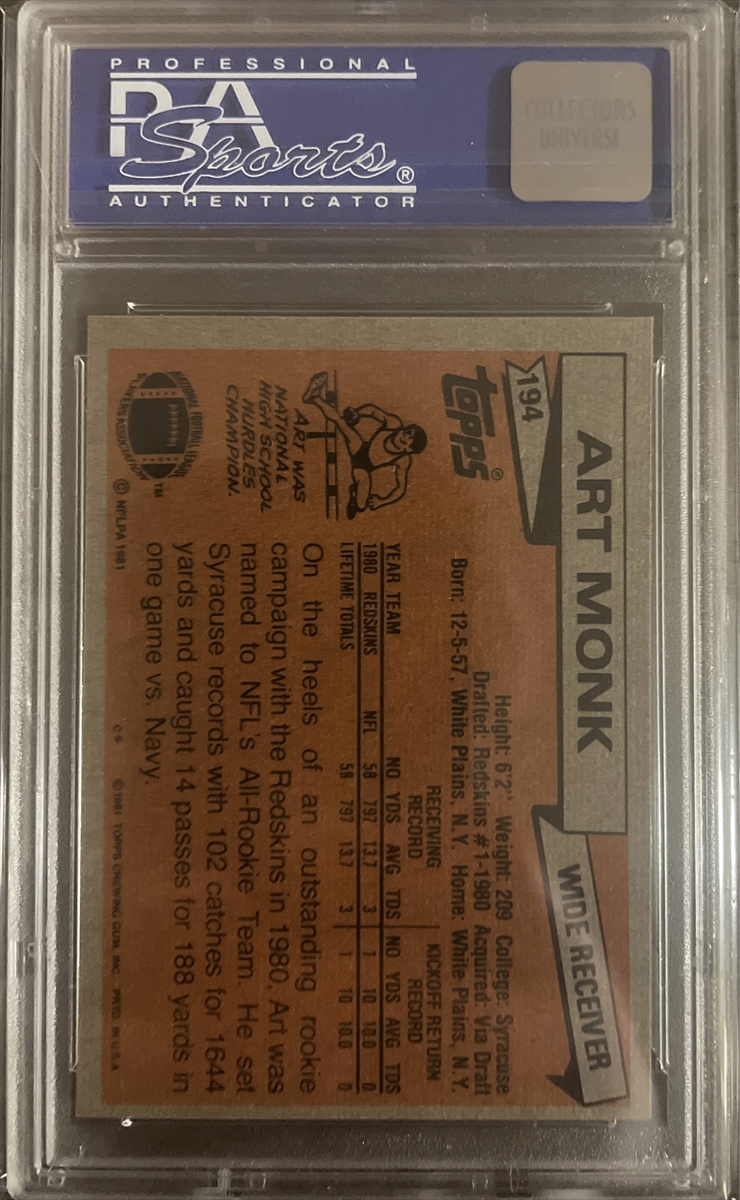 PROFESSIONAL
PSA
Sports®
AUTHENTICATOR
COLLECTORS
UNIVERSE
194
ART MONK
WIDE RECEIVER
topps®
Height: 6'2" Weight: 209 College: Syracuse
Drafted: Redskins #1-1980 Acquired: Via Draft
Born: 12-5-57, White Plains, N.Y. Home: White Plains, N.Y.
RECEIVING RECORD KICKOFF RETURN RECORD
YEAR TEAM NO YDS AVG TDS NO YDS AVG TDS
1980 REDSKINS NFL 58 797 13.7 3 1 10 10.0 0
LIFETIME TOTALS 58 797 13.7 3 1 10 10.0 0
ART WAS
NATIONAL
HIGH SCHOOL
HURDLES
CHAMPION.
On the heels of an outstanding rookie
campaign with the Redskins in 1980, Art was
named to NFL's All-Rookie Team. He set
Syracuse records with 102 catches for 1644
yards and caught 14 passes for 188 yards in
one game vs. Navy.
NATIONAL FOOTBALL LEAGUE
PLAYERS ASSOCIATION
TM
© NFLPA 1981
C* © 1981 TOPPS CHEWING GUM, INC. PRTD. IN U.S.A.